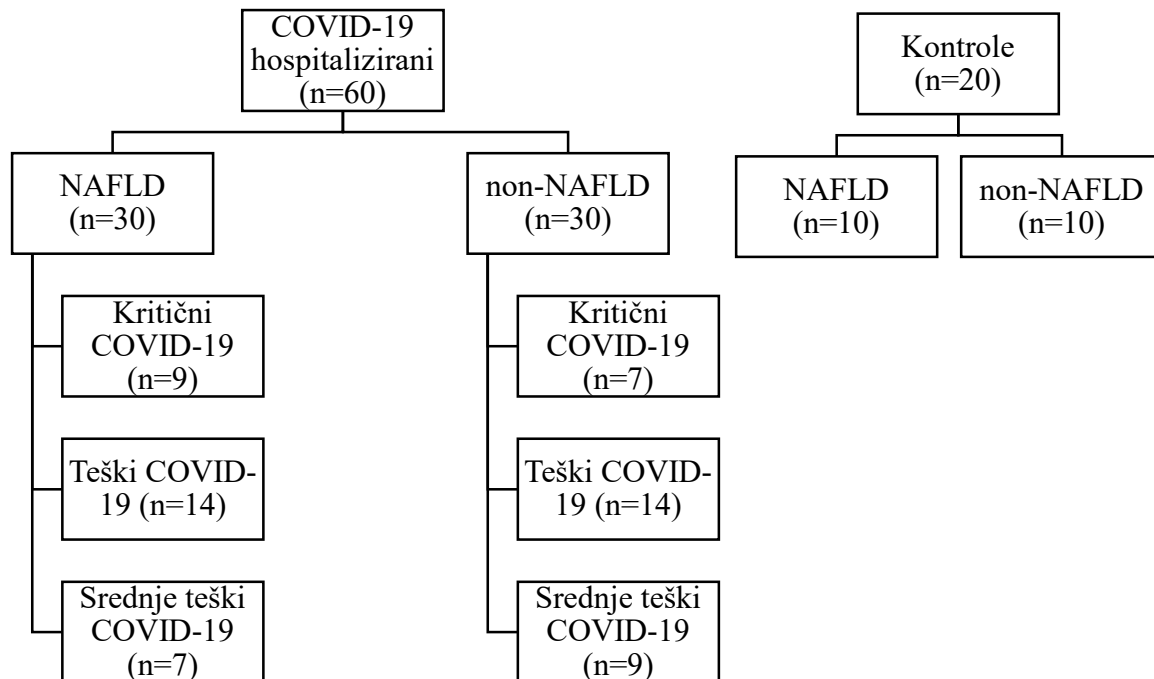 COVID-19
hospitalizirani
(n=60)
NAFLD
(n=30)
Kritični
COVID-19
(n=9)
Teški COVID-
19 (n=14)
Srednje teški
COVID-19
(n=7)
non-NAFLD
(n=30)
Kritični
COVID-19
(n=7)
Teški COVID-
19 (n=14)
Srednje teški
COVID-19
(n=9)
Kontrole
(n=20)
NAFLD
(n=10)
non-NAFLD
(n=10)